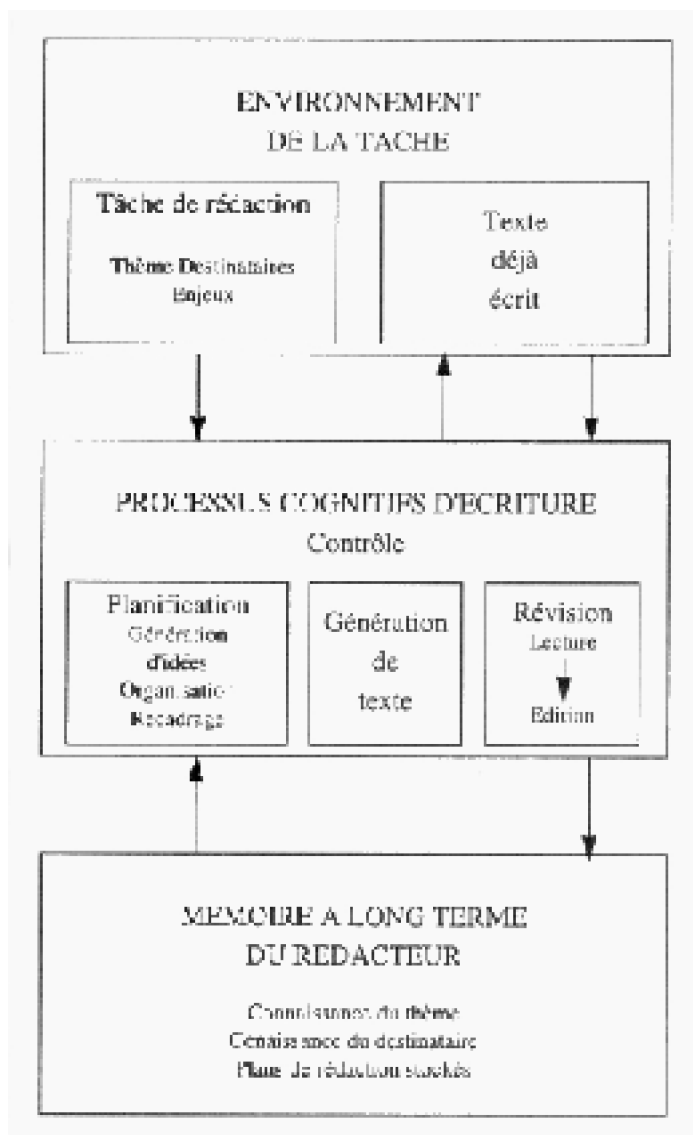 ENVIRONNEMENT
DE LA TACHE
Tâche de rédaction
Thème Destinataires
Enjeux
Texte
déjà
écrit
PROCESSUS COGNITIFS D'ECRITURE
Contrôle
Planification
Génération
d'idées
Organisation
Recadrage
Génération
de
texte
Révision
Lecture
Edition
MEMOIRE A LONG TERME
DU REDACTEUR
Connaissance du thème
Conaissance du destinataire
Plans de rédaction stockés